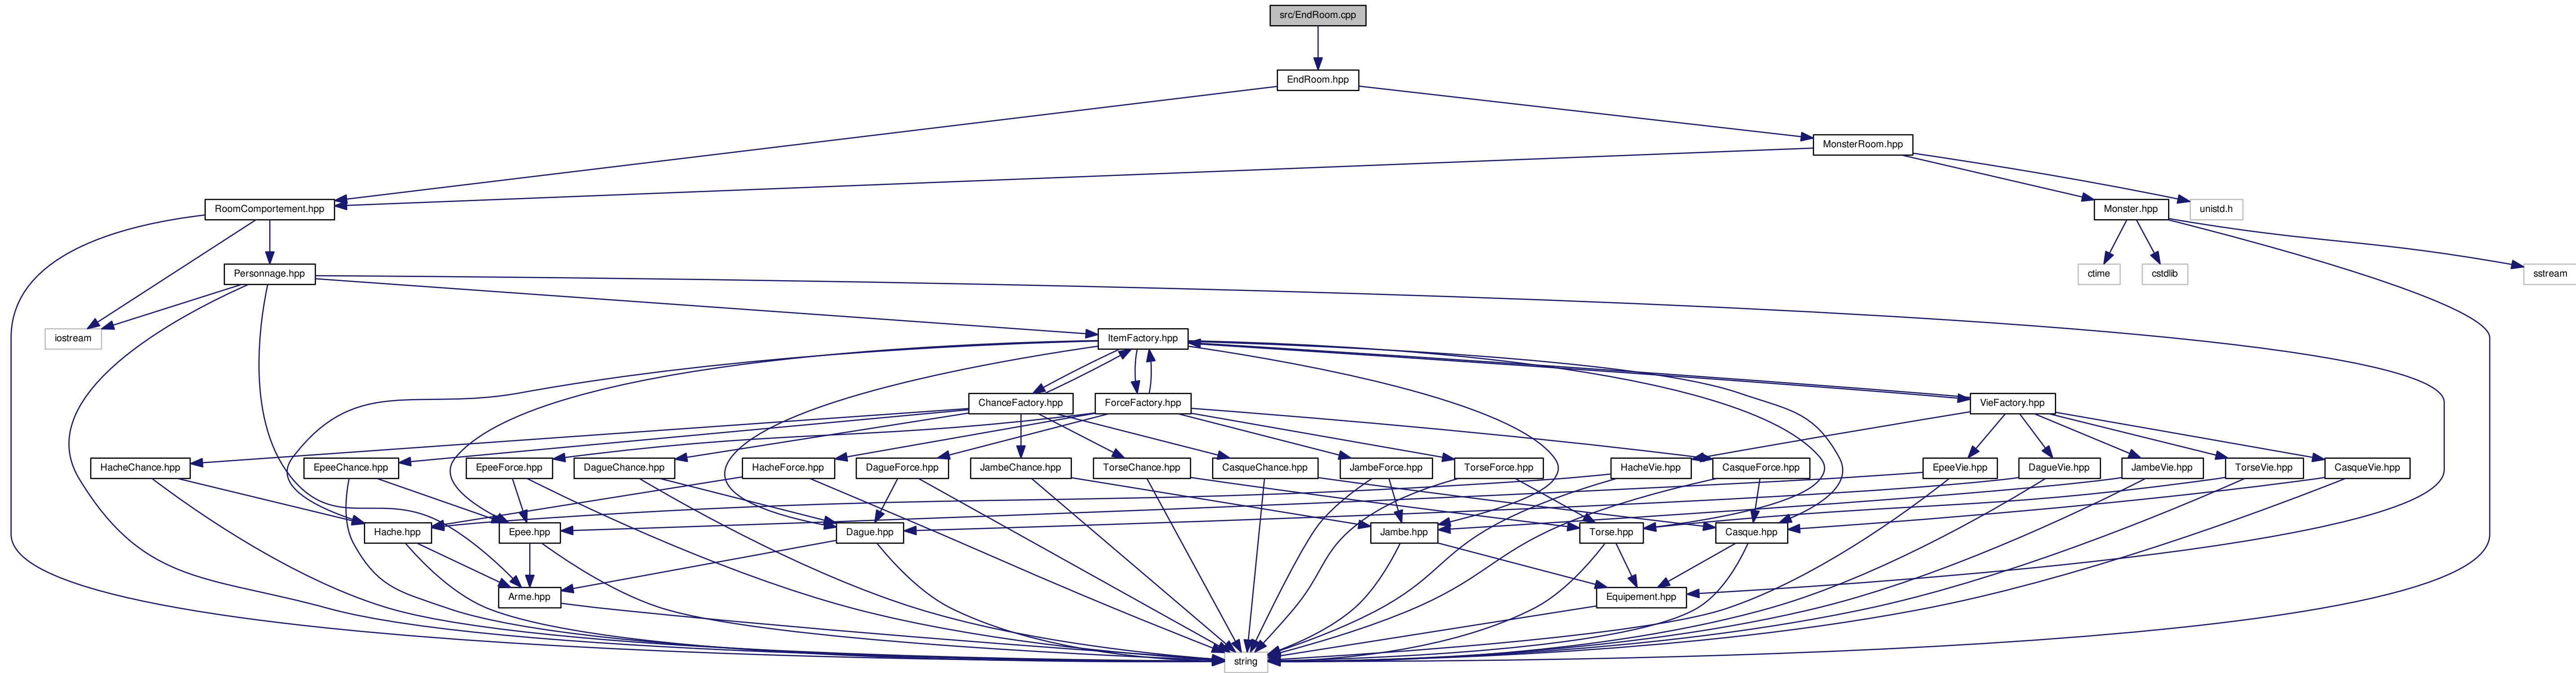 src/EndRoom.cpp
EndRoom.hpp
MonsterRoom.hpp
RoomComportement.hpp
Monster.hpp
unistd.h
Personnage.hpp
ctime
cstdlib
sstream
iostream
ItemFactory.hpp
ChanceFactory.hpp
ForceFactory.hpp
VieFactory.hpp
HacheChance.hpp
EpeeChance.hpp
EpeeForce.hpp
DagueChance.hpp
HacheForce.hpp
DagueForce.hpp
JambeChance.hpp
TorseChance.hpp
CasqueChance.hpp
JambeForce.hpp
TorseForce.hpp
HacheVie.hpp
CasqueForce.hpp
EpeeVie.hpp
DagueVie.hpp
JambeVie.hpp
TorseVie.hpp
CasqueVie.hpp
Hache.hpp
Epee.hpp
Dague.hpp
Jambe.hpp
Torse.hpp
Casque.hpp
Arme.hpp
Equipement.hpp
string